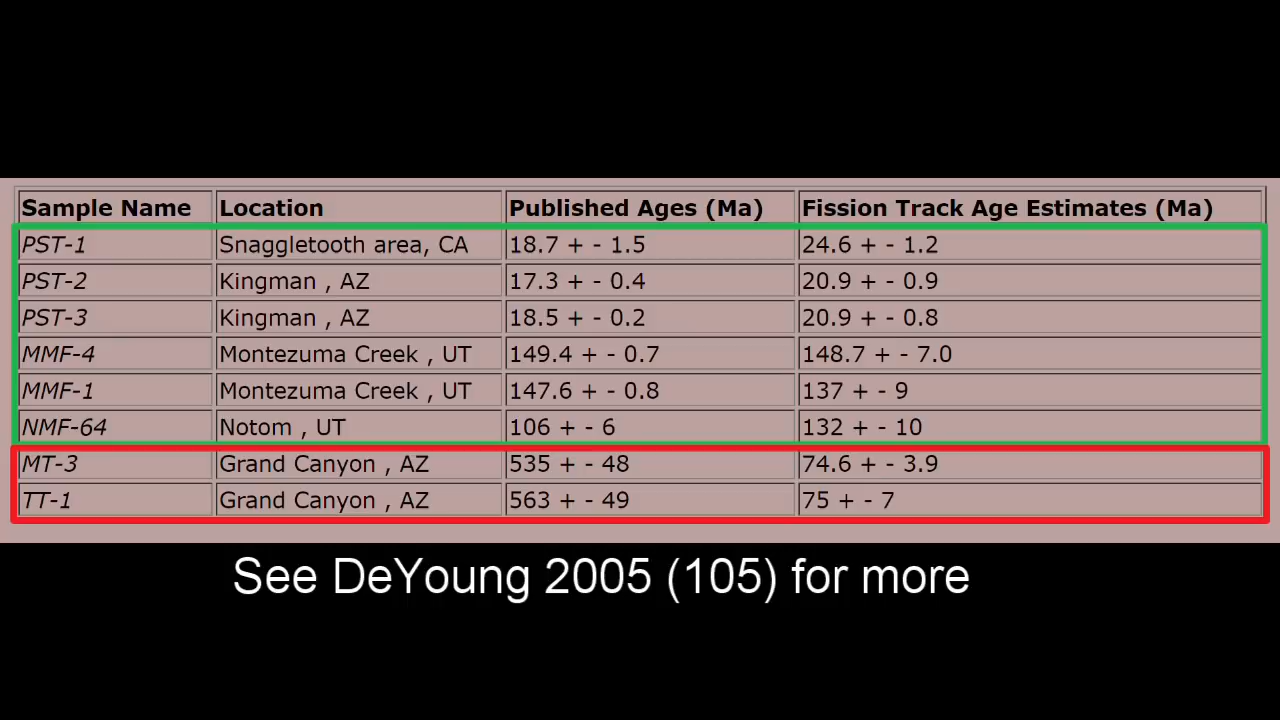 Sample Name Location Published Ages (Ma) Fission Track Age Estimates (Ma)
PST-1 Snaggletooth area, CA 18.7 + - 1.5 24.6 + - 1.2
PST-2 Kingman , AZ 17.3 + - 0.4 20.9 + - 0.9
PST-3 Kingman , AZ 18.5 + - 0.2 20.9 + - 0.8
MMF-4 Montezuma Creek , UT 149.4 + - 0.7 148.7 + - 7.0
MMF-1 Montezuma Creek , UT 147.6 + - 0.8 137 + - 9
NMF-64 Notom , UT 106 + - 6 132 + - 10
MT-3 Grand Canyon , AZ 535 + - 48 74.6 + - 3.9
TT-1 Grand Canyon , AZ 563 + - 49 75 + - 7
See DeYoung 2005 (105) for more